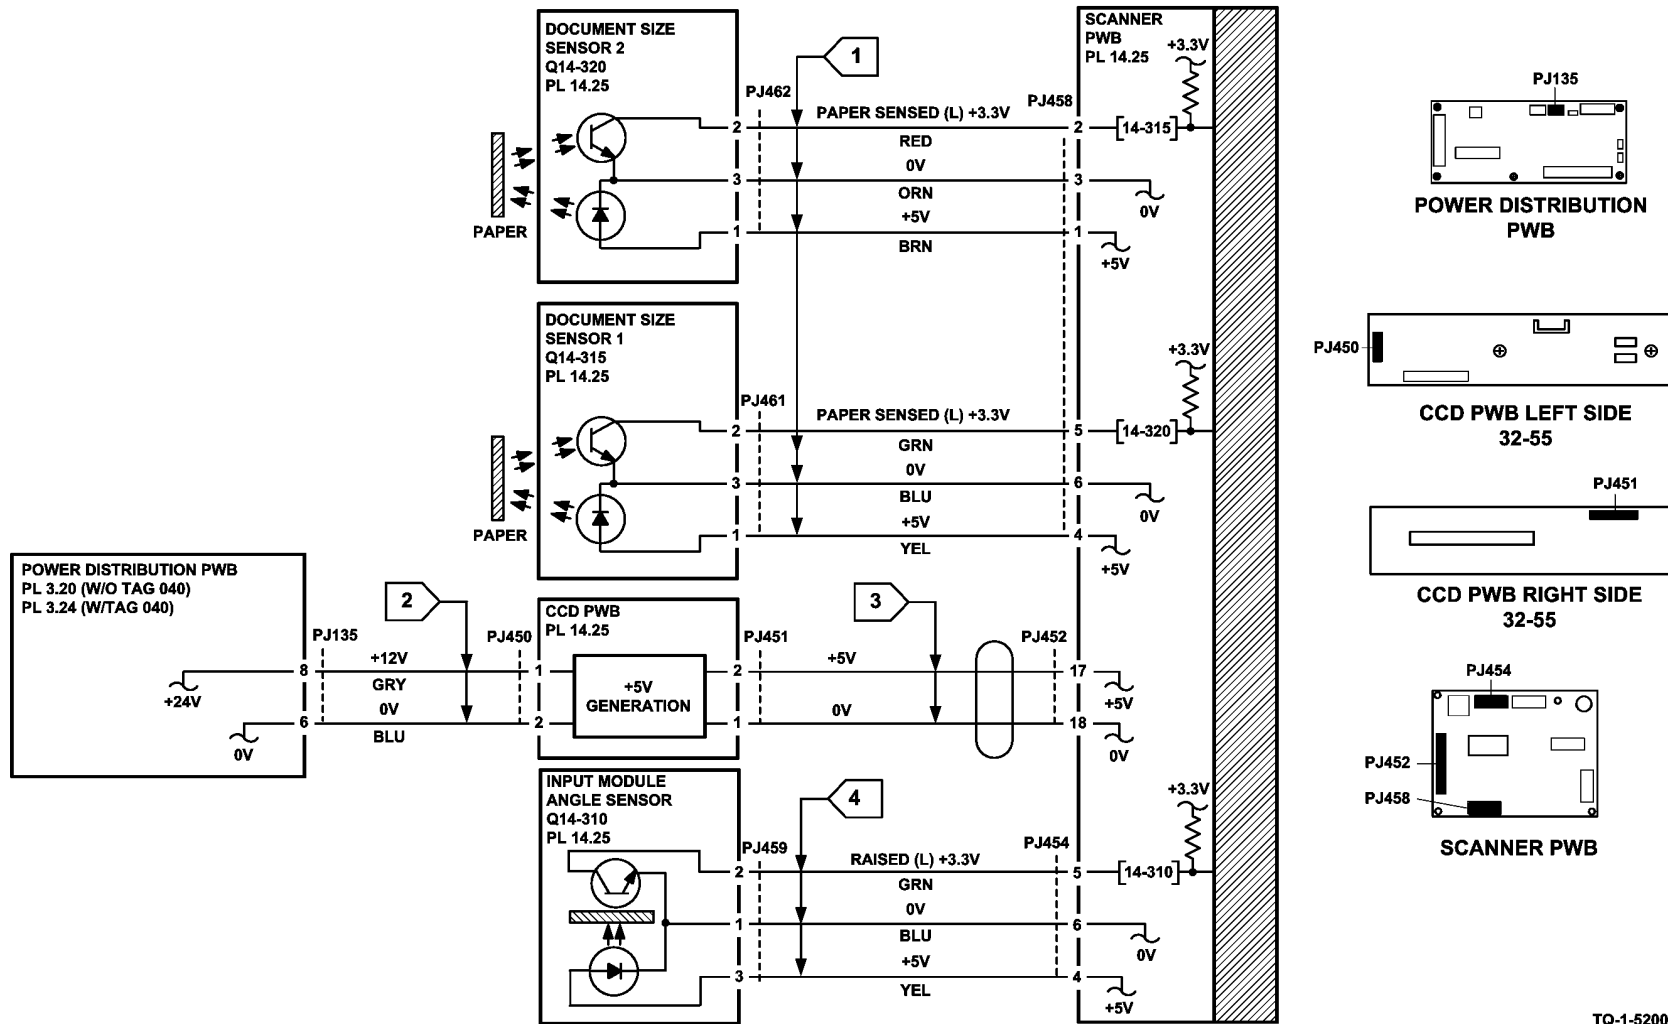 DOCUMENT SIZE
SENSOR 2
Q14-320
PL 14.25
1
PJ462
PJ458
SCANNER
PWB
PL 14.25
+3.3V
2
PAPER SENSED (L) +3.3V
2
14-315
RED
0V
3
3
ORN
0V
+5V
1
1
BRN
+5V
PAPER
DOCUMENT SIZE
SENSOR 1
Q14-315
PL 14.25
PJ461
+3.3V
2
PAPER SENSED (L) +3.3V
5
14-320
GRN
0V
3
6
BLU
0V
+5V
1
4
YEL
+5V
PAPER
POWER DISTRIBUTION PWB
PL 3.20 (W/O TAG 040)
PL 3.24 (W/TAG 040)
2
3
CCD PWB
PL 14.25
PJ135
PJ450
PJ451
PJ452
8
+12V
1
2
+5V
17
+24V
GRY
+5V
GENERATION
+5V
6
0V
2
1
0V
18
0V
BLU
0V
INPUT MODULE
ANGLE SENSOR
Q14-310
PL 14.25
4
PJ459
PJ454
+3.3V
2
RAISED (L) +3.3V
5
14-310
GRN
0V
1
6
BLU
0V
+5V
3
4
YEL
+5V
PJ135
POWER DISTRIBUTION
PWB
PJ450
CCD PWB LEFT SIDE
32-55
PJ451
CCD PWB RIGHT SIDE
32-55
PJ454
PJ452
PJ458
SCANNER PWB
TO-1-5200